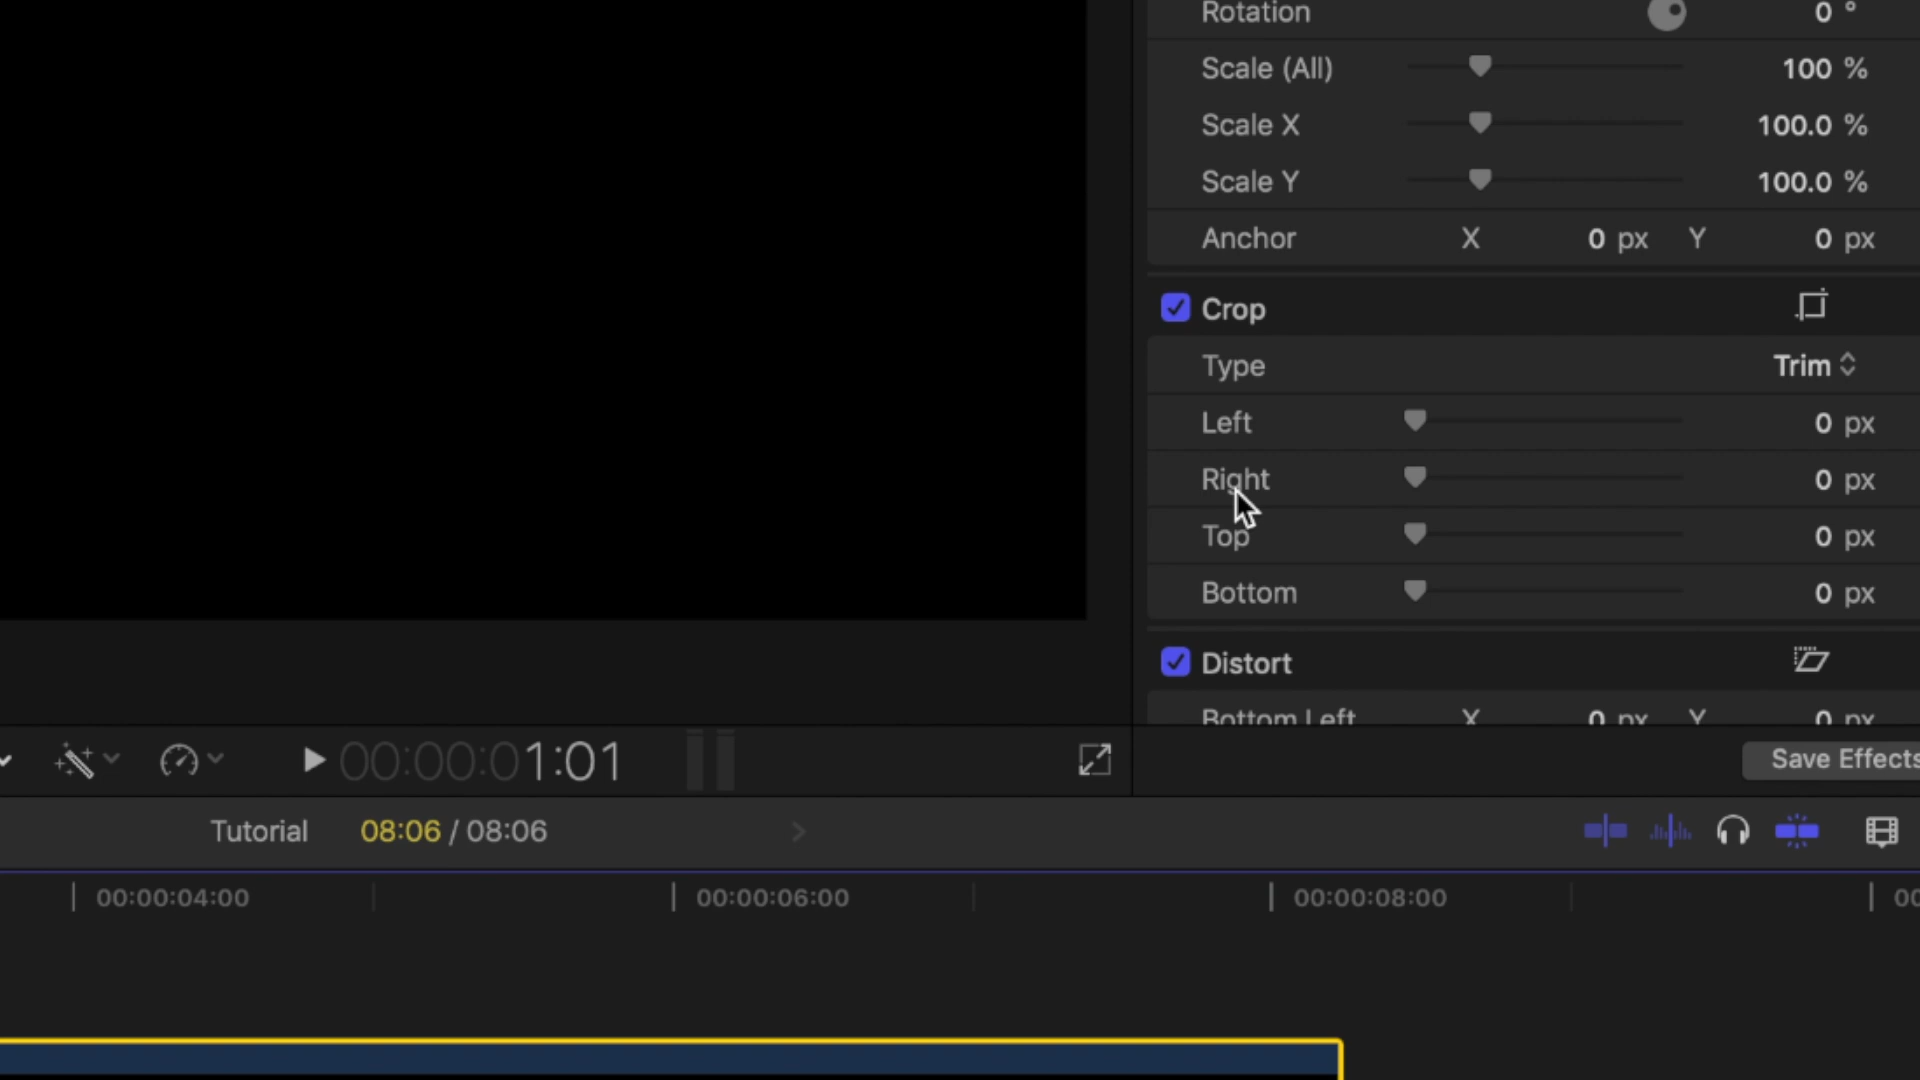 Rotation 0 °
Scale (All) 100 %
Scale X 100.0 %
Scale Y 100.0 %
Anchor X 0 px Y 0 px
Crop
Type Trim
Left 0 px
Right 0 px
Top 0 px
Bottom 0 px
Distort
Bottom Left X 0 px Y 0 px
00:00:01:01
Save Effects
Tutorial 08:06 / 08:06
00:00:04:00 00:00:06:00 00:00:08:00